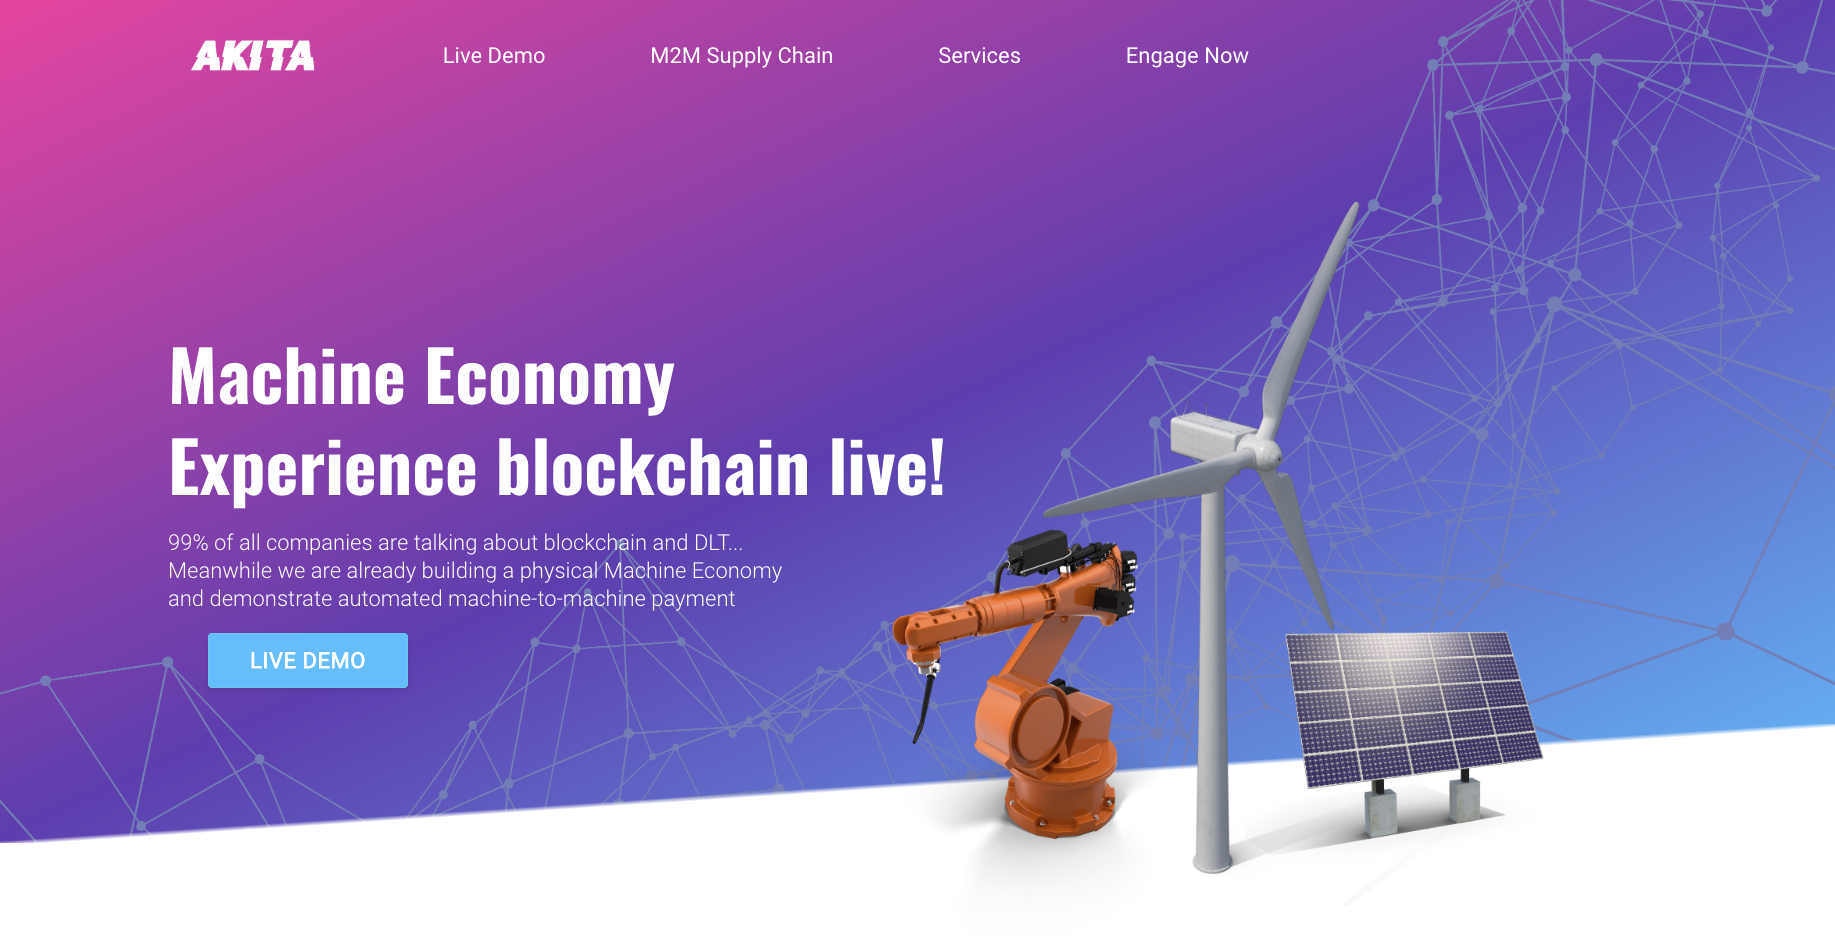 AKITA
Live Demo
M2M Supply Chain
Services
Engage Now
Machine Economy
Experience blockchain live!
99% of all companies are talking about blockchain and DLT...
Meanwhile we are already building a physical Machine Economy
and demonstrate automated machine-to-machine payment
LIVE DEMO